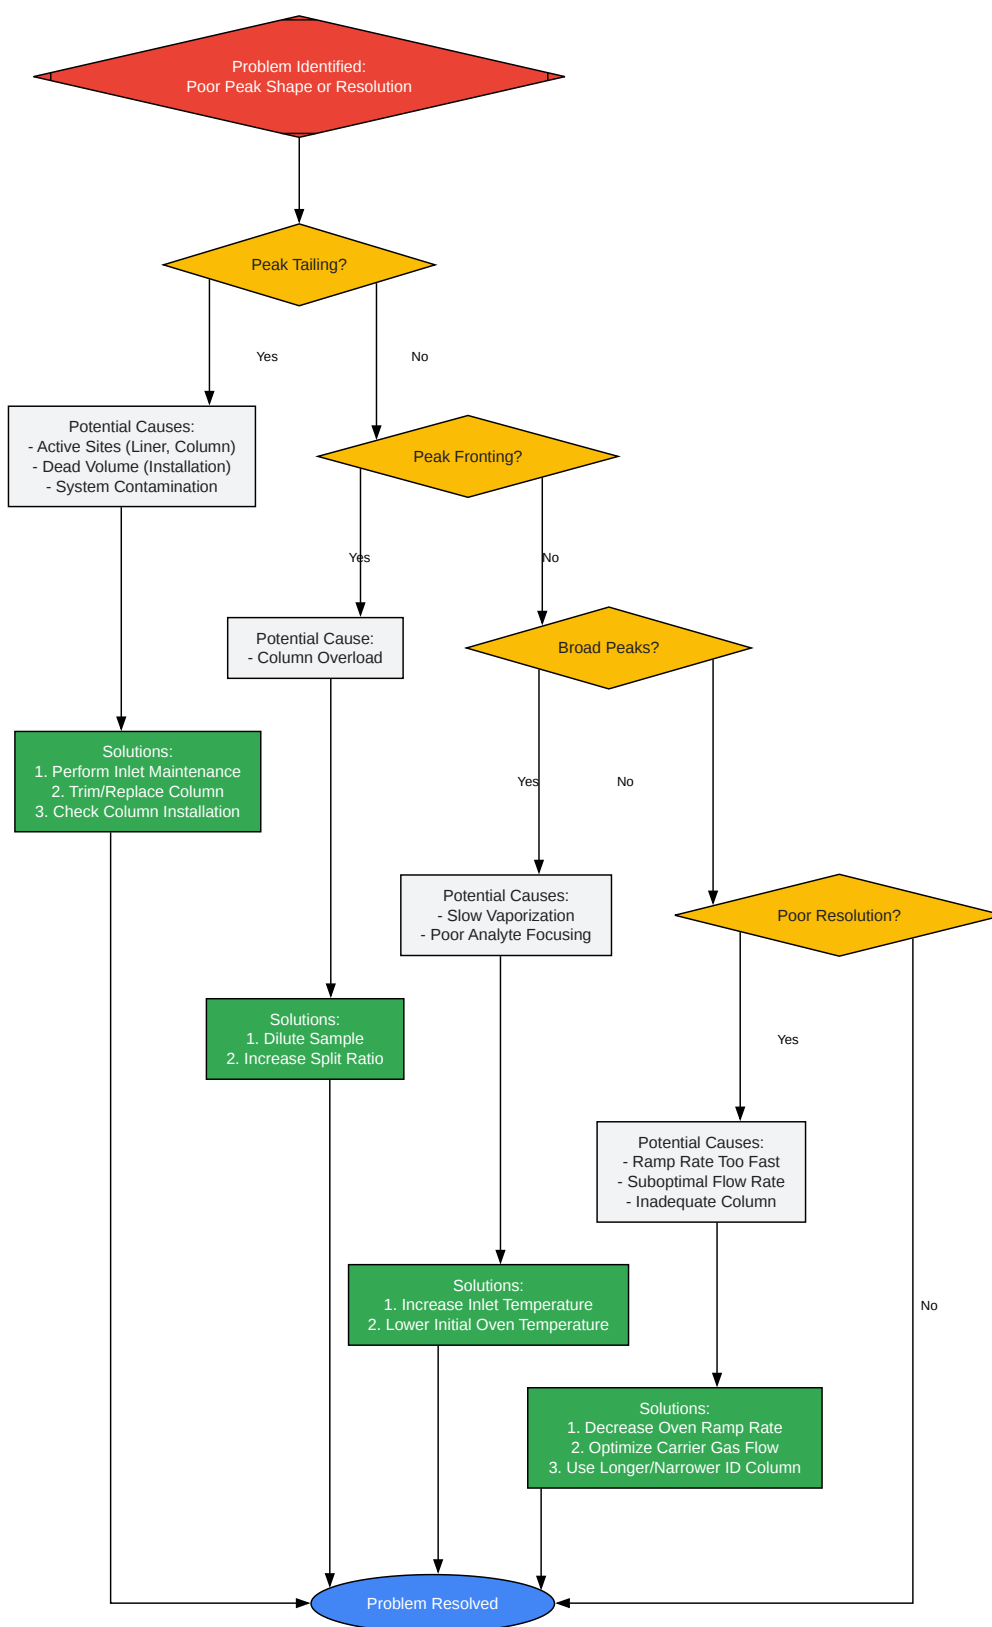 Problem Identified:
Poor Peak Shape or Resolution
Peak Tailing?
Yes
No
Potential Causes:
- Active Sites (Liner, Column)
- Dead Volume (Installation)
- System Contamination
Peak Fronting?
Yes
No
Potential Cause:
- Column Overload
Broad Peaks?
Solutions:
1. Perform Inlet Maintenance
2. Trim/Replace Column
3. Check Column Installation
Yes
No
Potential Causes:
- Slow Vaporization
- Poor Analyte Focusing
Poor Resolution?
Solutions:
1. Dilute Sample
2. Increase Split Ratio
Yes
Potential Causes:
- Ramp Rate Too Fast
- Suboptimal Flow Rate
- Inadequate Column
Solutions:
1. Increase Inlet Temperature
2. Lower Initial Oven Temperature
No
Solutions:
1. Decrease Oven Ramp Rate
2. Optimize Carrier Gas Flow
3. Use Longer/Narrower ID Column
Problem Resolved